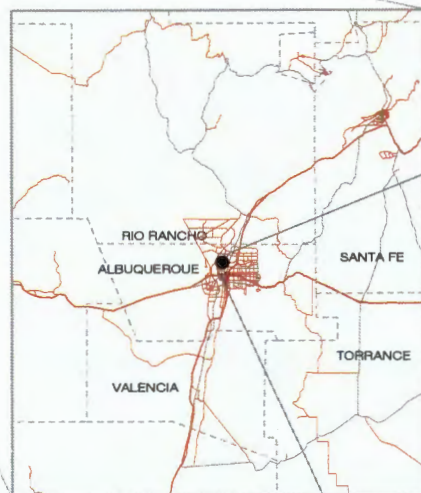 RIO RANCHO
ALBUQUERQUE
SANTA FE
TORRANCE
VALENCIA